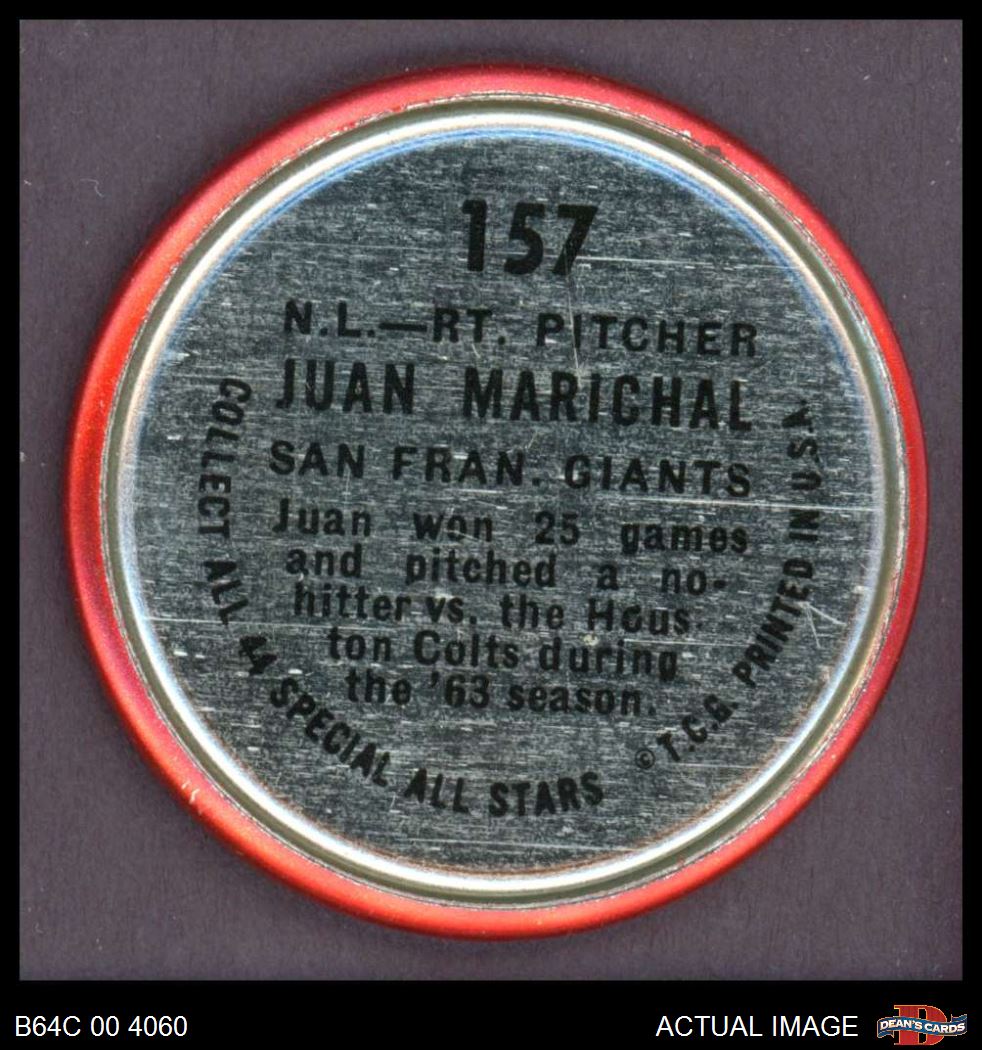 157
N.L.—RT. PITCHER
JUAN MARICHAL
SAN FRAN. GIANTS
Juan won 25 games
and pitched a no-
hitter vs. the Hous-
ton Colts during
the '63 season.
COLLECT ALL 44 SPECIAL ALL STARS
© T.C.G. PRINTED IN U.S.A.
B64C 00 4060
ACTUAL IMAGE
D
DEAN'S CARDS